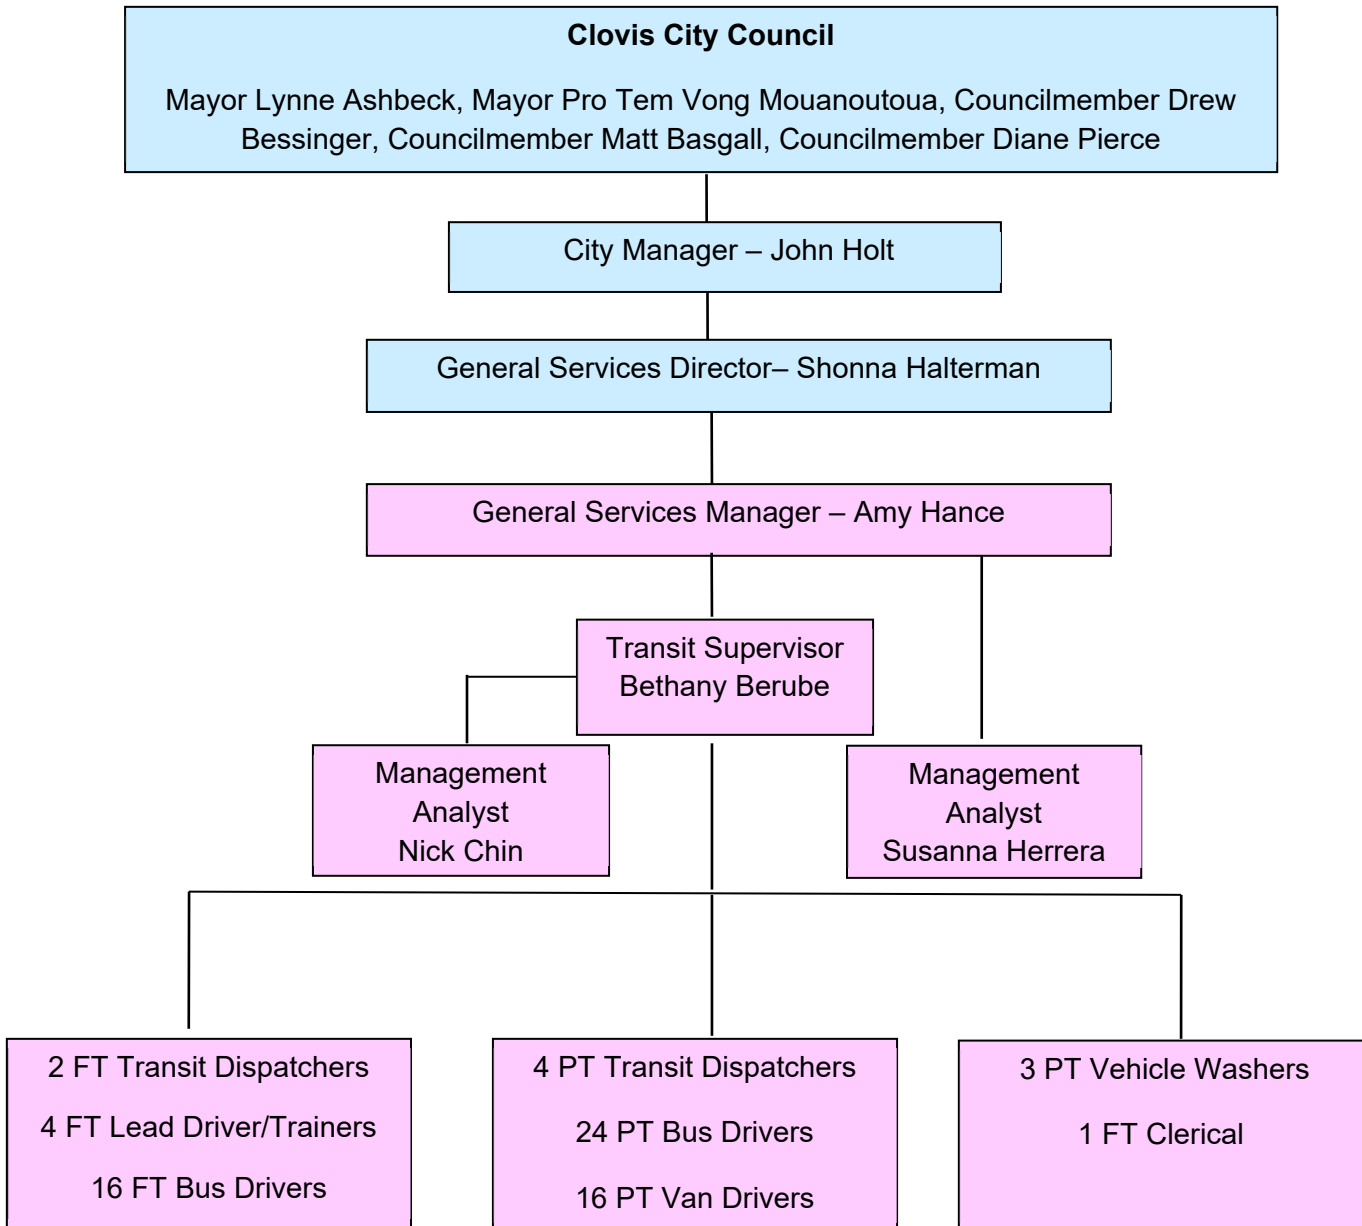 Clovis City Council
Mayor Lynne Ashbeck, Mayor Pro Tem Vong Mouanoutoua, Councilmember Drew
Bessinger, Councilmember Matt Basgall, Councilmember Diane Pierce
City Manager – John Holt
General Services Director– Shonna Halterman
General Services Manager – Amy Hance
Transit Supervisor
Bethany Berube
Management
Analyst
Nick Chin
Management
Analyst
Susanna Herrera
2 FT Transit Dispatchers
4 FT Lead Driver/Trainers
16 FT Bus Drivers
4 PT Transit Dispatchers
24 PT Bus Drivers
16 PT Van Drivers
3 PT Vehicle Washers
1 FT Clerical